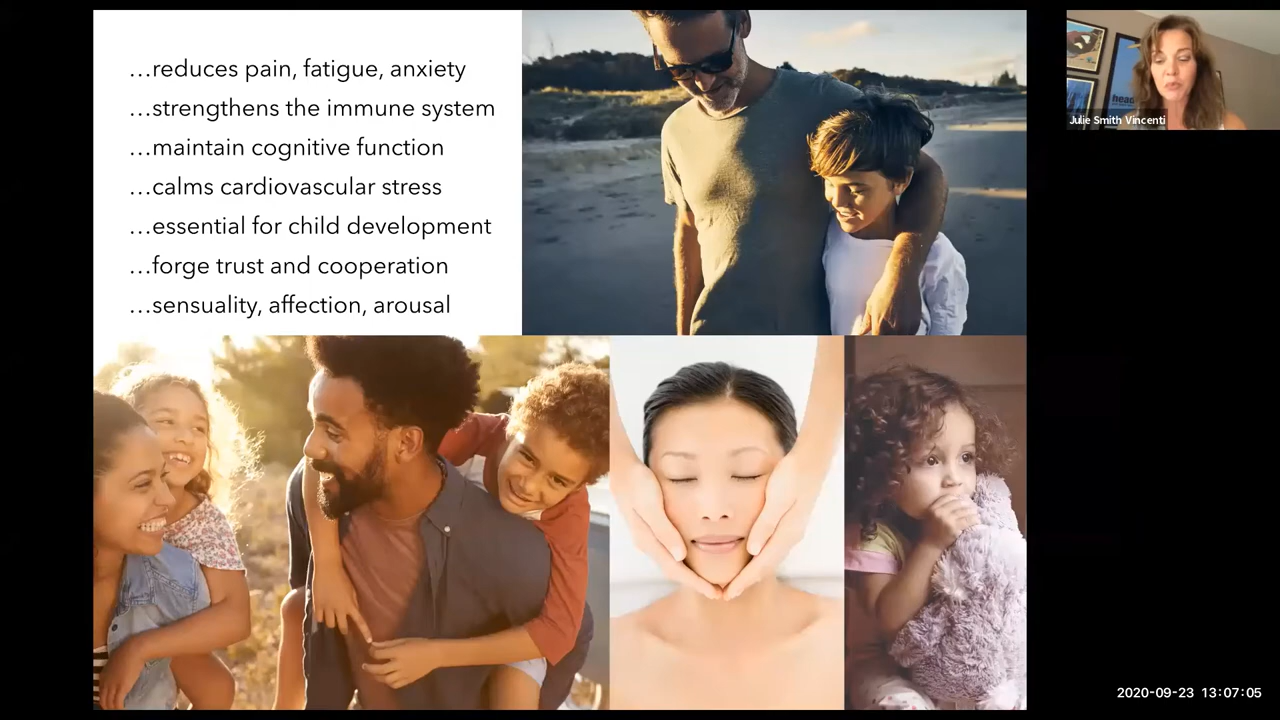 …reduces pain, fatigue, anxiety
…strengthens the immune system
…maintain cognitive function
…calms cardiovascular stress
…essential for child development
…forge trust and cooperation
…sensuality, affection, arousal
head
Julie Smith Vincenti
2020-09-23 13:07:05